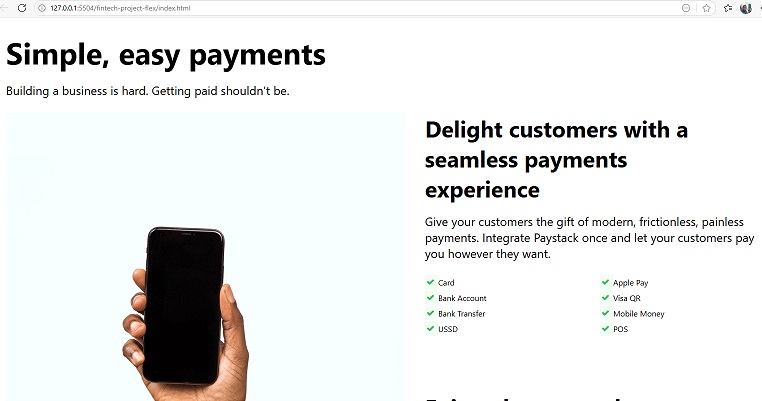 127.0.0.1:5504/fintech-project-flex/index.html
Simple, easy payments
Building a business is hard. Getting paid shouldn't be.
Delight customers with a
seamless payments
experience
Give your customers the gift of modern, frictionless, painless
payments. Integrate Paystack once and let your customers pay
you however they want.
Card
Bank Account
Bank Transfer
USSD
Apple Pay
Visa QR
Mobile Money
POS